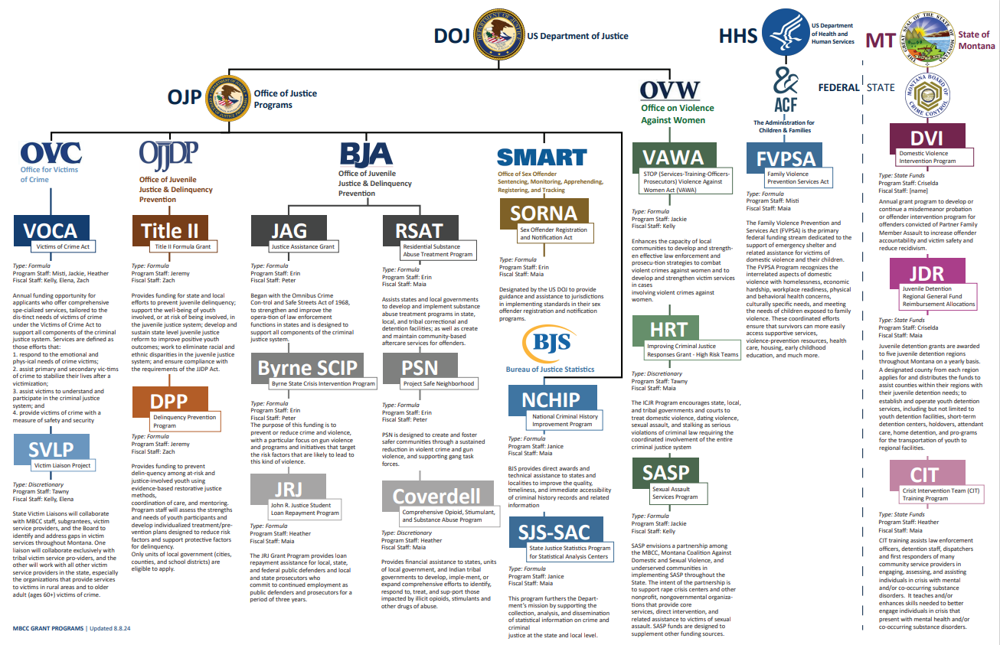 DOJ
US Department of Justice
HHS
US Department
of Health and
Human Services
MT
State of
Montana
OJP
Office of Justice
Programs
OVW
Office on Violence
Against Women
ACF
The Administration for
Children & Families
FEDERAL
STATE
MONTANA BOARD OF
CRIME CONTROL
OVC
Office for Victims
of Crime
VOCA
Victims of Crime Act
Type: Formula
Program Staff: Misti, Jackie, Heather
Fiscal Staff: Kelly, Elena, Zach
Annual funding opportunity for
applicants who offer comprehensive
spe-cialized services, tailored to the
dis-tinct needs of victims of crime
under the Victims of Crime Act to
support all components of the criminal
justice system. Services are defined as
those efforts that:
1. respond to the emotional and
phys-ical needs of crime victims;
2. assist primary and secondary vic-tims
of crime to stabilize their lives after a
victimization;
3. assist victims to understand and
participate in the criminal justice
system; and
4. provide victims of crime with a
measure of safety and security
SVLP
Victim Liaison Project
Type: Discretionary
Program Staff: Tawny
Fiscal Staff: Kelly, Elena
State Victim Liaisons will collaborate
with MBCC staff, subgrantees, victim
service providers, and the Board to
identify and address gaps in victim
services throughout Montana. One
liaison will collaborate exclusively with
tribal victim service pro-viders, and the
other will work with all other victim
service providers in the state, especially
the organizations that provide services
to victims in rural areas and to older
adult (ages 60+) victims of crime.
OJJDP
Office of Juvenile
Justice & Delinquency
Prevention
Title II
Title II Formula Grant
Type: Formula
Program Staff: Jeremy
Fiscal Staff: Zach
Provides funding for state and local
efforts to prevent juvenile delinquency;
support the well-being of youth
involved, or at risk of being involved, in
the juvenile justice system; develop and
sustain state level juvenile justice
reform to improve positive youth
outcomes; work to eliminate racial and
ethnic disparities in the juvenile justice
system; and ensure compliance with
the requirements of the JJDP Act.
DPP
Delinquency Prevention
Program
Type: Formula
Program Staff: Jeremy
Fiscal Staff: Zach
Provides funding to prevent
delin-quency among at-risk and
justice-involved youth using
evidence-based restorative justice
methods,
coordination of care, and mentoring.
Program staff will assess the strengths
and needs of youth participants and
develop individualized treatment/pre-
vention plans designed to reduce risk
factors and support protective factors
for delinquency.
Only units of local government (cities,
counties, and school districts) are
eligible to apply.
BJA
Office of Juvenile
Justice & Delinquency
Prevention
JAG
Justice Assistance Grant
Type: Formula
Program Staff: Erin
Fiscal Staff: Peter
Began with the Omnibus Crime
Con-trol and Safe Streets Act of 1968,
to strengthen and improve the
opera-tion of law enforcement
functions in states and is designed to
support all components of the criminal
justice system.
Byrne SCIP
Byrne State Crisis Intervention Program
Type: Formula
Program Staff: Erin
Fiscal Staff: Peter
The purpose of this funding is to
prevent or reduce crime and violence,
with a particular focus on gun violence
and programs and initiatives that target
the risk factors that are likely to lead to
this kind of violence.
JRJ
John R. Justice Student
Loan Repayment Program
Type: Formula
Program Staff: Heather
Fiscal Staff: Maia
The JRJ Grant Program provides loan
repayment assistance for local, state,
and federal public defenders and local
and state prosecutors who
commit to continued employment as
public defenders and prosecutors for a
period of three years.
RSAT
Residential Substance
Abuse Treatment Program
Type: Formula
Program Staff: Erin
Fiscal Staff: Maia
Assists states and local governments
to develop and implement substance
abuse treatment programs in state,
local, and tribal correctional and
detention facilities; as well as create
and maintain community-based
aftercare services for offenders.
PSN
Project Safe Neighborhood
Type: Formula
Program Staff: Erin
Fiscal Staff: Peter
PSN is designed to create and foster
safer communities through a sustained
reduction in violent crime and gun
violence, and supporting gang task
forces.
Coverdell
Comprehensive Opioid, Stimulant,
and Substance Abuse Program
Type: Discretionary
Program Staff: Heather
Fiscal Staff: Maia
Provides financial assistance to states, units
of local government, and Indian tribal
governments to develop, imple-ment, or
expand comprehensive efforts to identify,
respond to, treat, and sup-port those
impacted by illicit opioids, stimulants and
other drugs of abuse.
SMART
Office of Sex Offender
Sentencing, Monitoring, Apprehending,
Registering, and Tracking
SORNA
Sex Offender Registration
and Notification Act
Type: Formula
Program Staff: Erin
Fiscal Staff: Maia
Designated by the US DOJ to provide
guidance and assistance to jurisdictions
in implementing standards in their sex
offender registration and notification
programs.
BJS
Bureau of Justice Statistics
NCHIP
National Criminal History
Improvement Program
Type: Formula
Program Staff: Janice
Fiscal Staff: Maia
BJS provides direct awards and
technical assistance to states and
localities to improve the quality,
timeliness, and immediate accessibility
of criminal history records and related
information
SJS-SAC
State Justice Statistics Program
for Statistical Analysis Centers
Type: Formula
Program Staff: Janice
Fiscal Staff: Maia
This program furthers the Depart-
ment's mission by supporting the
collection, analysis, and dissemination
of statistical information on crime and
criminal
justice at the state and local level.
VAWA
STOP (Services-Training-Officers-
Prosecutors) Violence Against
Women Act (VAWA)
Type: Formula
Program Staff: Jackie
Fiscal Staff: Kelly
Enhances the capacity of local
communities to develop and strength-
en effective law enforcement and
prosecu-tion strategies to combat
violent crimes against women and to
develop and strengthen victim services
in cases
involving violent crimes against
women.
HRT
Improving Criminal Justice
Responses Grant - High Risk Teams
Type: Discretionary
Program Staff: Tawny
Fiscal Staff: Maia
The ICJR Program encourages state, local,
and tribal governments and courts to
treat domestic violence, dating violence,
sexual assault, and stalking as serious
violations of criminal law requiring the
coordinated involvement of the entire
criminal justice system
SASP
Sexual Assault
Services Program
Type: Formula
Program Staff: Jackie
Fiscal Staff: Kelly
SASP envisions a partnership among
the MBCC, Montana Coalition Against
Domestic and Sexual Violence, and
underserved communities in
implementing SASP throughout the
State. The intent of the partnership is
to support rape crisis centers and other
nonprofit, nongovernmental organiza-
tions that provide core
services, direct intervention, and
related assistance to victims of sexual
assault. SASP funds are designed to
supplement other funding sources.
FVPSA
Family Violence
Prevention Services Act
Type: Formula
Program Staff: Misti
Fiscal Staff: Maia
The Family Violence Prevention and
Services Act (FVPSA) is the primary
federal funding stream dedicated to the
support of emergency shelter and
related assistance for victims of
domestic violence and their children.
The FVPSA Program recognizes the
interrelated aspects of domestic
violence with homelessness, economic
hardship, workplace readiness, physical
and behavioral health concerns,
culturally specific needs, and meeting
the needs of children exposed to family
violence. These coordinated efforts
ensure that survivors can more easily
access supportive services,
violence-prevention resources, health
care, housing, early childhood
education, and much more.
DVI
Domestic Violence
Intervention Program
Type: State Funds
Program Staff: Criselda
Fiscal Staff: [name]
Annual grant program to develop or
continue a misdemeanor probation
or offender intervention program for
offenders convicted of Partner Family
Member Assault to increase offender
accountability and victim safety and
reduce recidivism.
JDR
Juvenile Detention
Regional General Fund
Reimbursement Allocations
Type: State Funds
Program Staff: Criselda
Fiscal Staff: Maia
Juvenile detention grants are awarded
to five juvenile detention regions
throughout Montana on a yearly basis.
A designated county from each region
applies for and distributes the funds to
assist counties within their regions with
their juvenile detention needs; to
establish and operate youth detention
services, including but not limited to
youth detention facilities, short-term
detention centers, holdovers, attendant
care, home detention, and pro-grams
for the transportation of youth to
regional facilities.
CIT
Crisit Intervention Team (CIT)
Training Program
Type: State Funds
Program Staff: Heather
Fiscal Staff: Maia
CIT training assists law enforcement
officers, detention staff, dispatchers
and first responders of many
community service providers in
engaging, assessing, and assisting
individuals in crisis with mental
and/or co-occurring substance
disorders. It teaches and/or
enhances skills needed to better
engage individuals in crisis that
present with mental health and/or
co-occurring substance disorders.
MBCC GRANT PROGRAMS | Updated 8.8.24